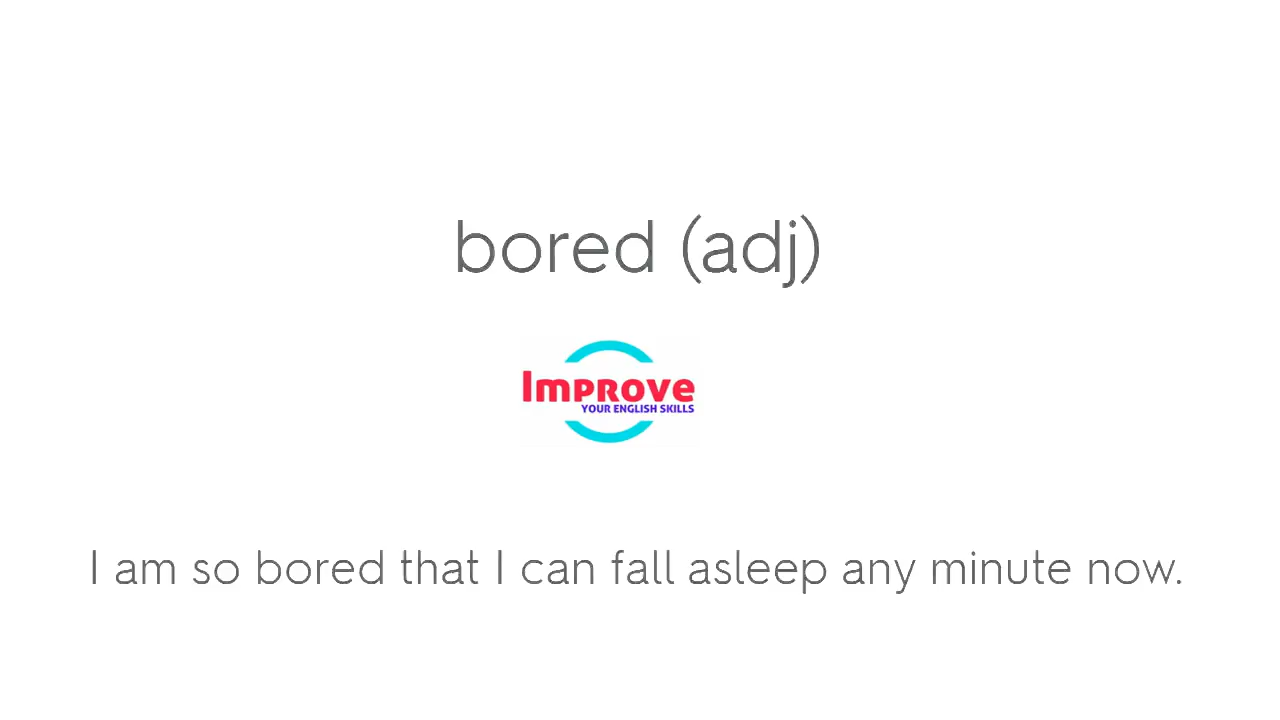 bored (adj)
Improve
YOUR ENGLISH SKILLS
I am so bored that I can fall asleep any minute now.